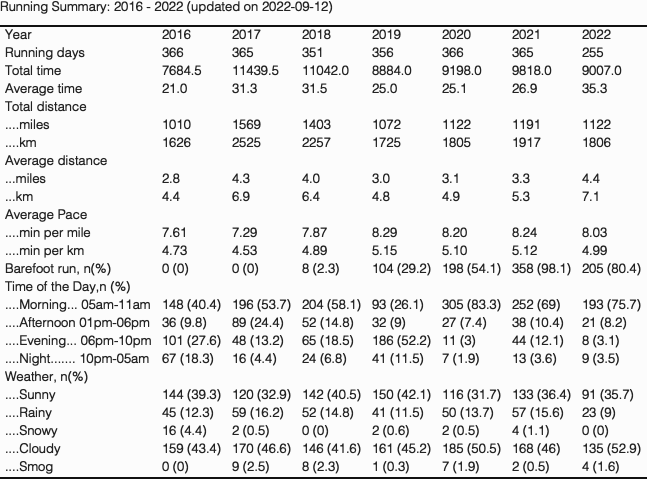 Running Summary: 2016 - 2022 (updated on 2022-09-12)
Year 2016 2017 2018 2019 2020 2021 2022
Running days 366 365 351 356 366 365 255
Total time 7684.5 11439.5 11042.0 8884.0 9198.0 9818.0 9007.0
Average time 21.0 31.3 31.5 25.0 25.1 26.9 35.3
Total distance
....miles 1010 1569 1403 1072 1122 1191 1122
....km 1626 2525 2257 1725 1805 1917 1806
Average distance
...miles 2.8 4.3 4.0 3.0 3.1 3.3 4.4
...km 4.4 6.9 6.4 4.8 4.9 5.3 7.1
Average Pace
....min per mile 7.61 7.29 7.87 8.29 8.20 8.24 8.03
....min per km 4.73 4.53 4.89 5.15 5.10 5.12 4.99
Barefoot run, n(%) 0 (0) 0 (0) 8 (2.3) 104 (29.2) 198 (54.1) 358 (98.1) 205 (80.4)
Time of the Day,n (%)
....Morning... 05am-11am 148 (40.4) 196 (53.7) 204 (58.1) 93 (26.1) 305 (83.3) 252 (69) 193 (75.7)
....Afternoon 01pm-06pm 36 (9.8) 89 (24.4) 52 (14.8) 32 (9) 27 (7.4) 38 (10.4) 21 (8.2)
....Evening... 06pm-10pm 101 (27.6) 48 (13.2) 65 (18.5) 186 (52.2) 11 (3) 44 (12.1) 8 (3.1)
....Night....... 10pm-05am 67 (18.3) 16 (4.4) 24 (6.8) 41 (11.5) 7 (1.9) 13 (3.6) 9 (3.5)
Weather, n(%)
....Sunny 144 (39.3) 120 (32.9) 142 (40.5) 150 (42.1) 116 (31.7) 133 (36.4) 91 (35.7)
....Rainy 45 (12.3) 59 (16.2) 52 (14.8) 41 (11.5) 50 (13.7) 57 (15.6) 23 (9)
....Snowy 16 (4.4) 2 (0.5) 0 (0) 2 (0.6) 2 (0.5) 4 (1.1) 0 (0)
....Cloudy 159 (43.4) 170 (46.6) 146 (41.6) 161 (45.2) 185 (50.5) 168 (46) 135 (52.9)
....Smog 0 (0) 9 (2.5) 8 (2.3) 1 (0.3) 7 (1.9) 2 (0.5) 4 (1.6)